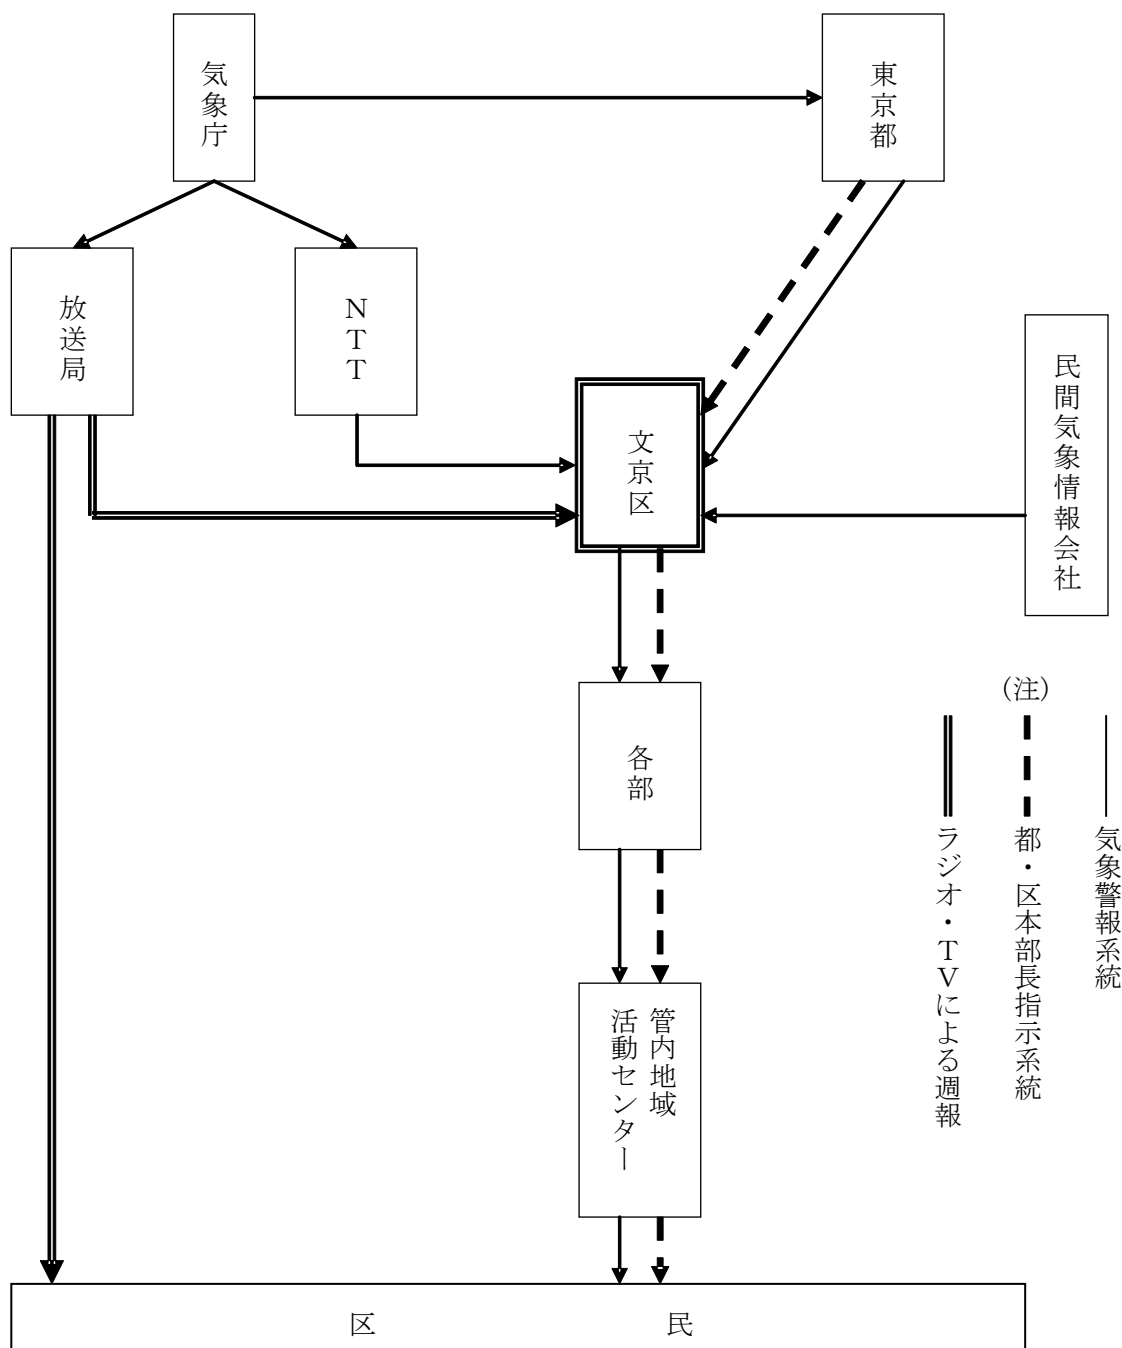 気象庁
東京都
放送局
NTT
文京区
民間気象情報会社
各部
管内地域
活動センター
区民
(注)
気象警報系統
都・区本部長指示系統
ラジオ・TVによる週報